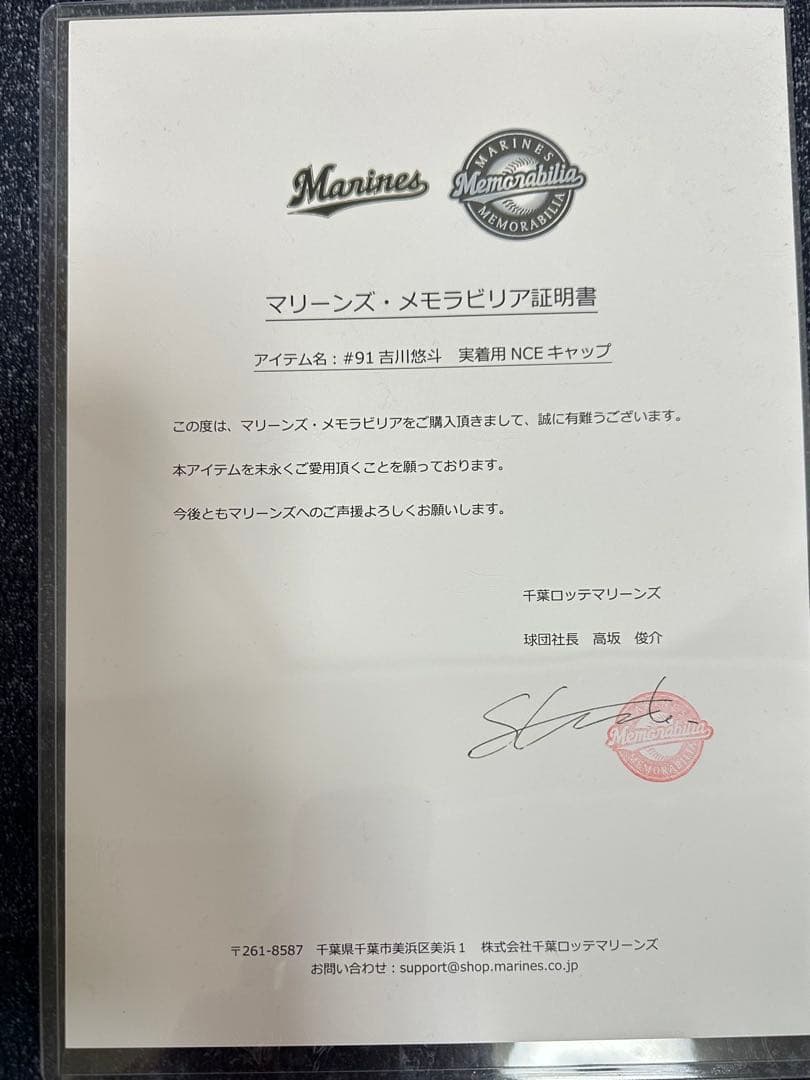 Marines
MARINES
Memorabilia
MEMORABILIA
マリーンズ・メモラビリア証明書
アイテム名：#91 吉川悠斗　実着用 NCE キャップ
この度は、マリーンズ・メモラビリアをご購入頂きまして、誠に有難うございます。
本アイテムを末永くご愛用頂くことを願っております。
今後ともマリーンズへのご声援よろしくお願いします。
千葉ロッテマリーンズ
球団社長　高坂　俊介
Memorabilia
MEMORABILIA
〒261-8587　千葉県千葉市美浜区美浜１　株式会社千葉ロッテマリーンズ
お問い合わせ：support@shop.marines.co.jp